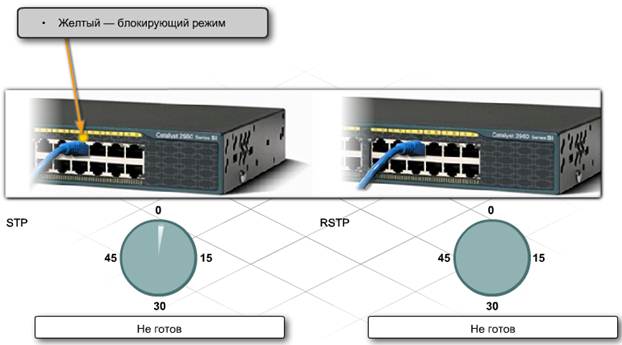 • Желтый — блокирующий режим
Catalyst 2960 Series SI
Catalyst 2960 Series SI
STP
0
45
15
30
Не готов
RSTP
0
45
15
30
Не готов